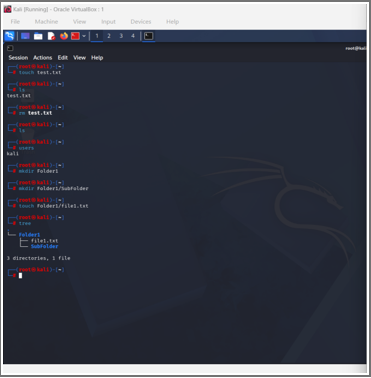 Kali [Running] - Oracle VirtualBox : 1
File Machine View Input Devices Help
1 2 3 4
root@kali:
Session Actions Edit View Help
┌──(root㉿kali)-[~]
└─# touch test.txt
┌──(root㉿kali)-[~]
└─# ls
test.txt
┌──(root㉿kali)-[~]
└─# rm test.txt
┌──(root㉿kali)-[~]
└─# ls
┌──(root㉿kali)-[~]
└─# users
kali
┌──(root㉿kali)-[~]
└─# mkdir Folder1
┌──(root㉿kali)-[~]
└─# mkdir Folder1/SubFolder
┌──(root㉿kali)-[~]
└─# touch Folder1/file1.txt
┌──(root㉿kali)-[~]
└─# tree
.
└── Folder1
├── file1.txt
└── SubFolder
3 directories, 1 file
┌──(root㉿kali)-[~]
└─#